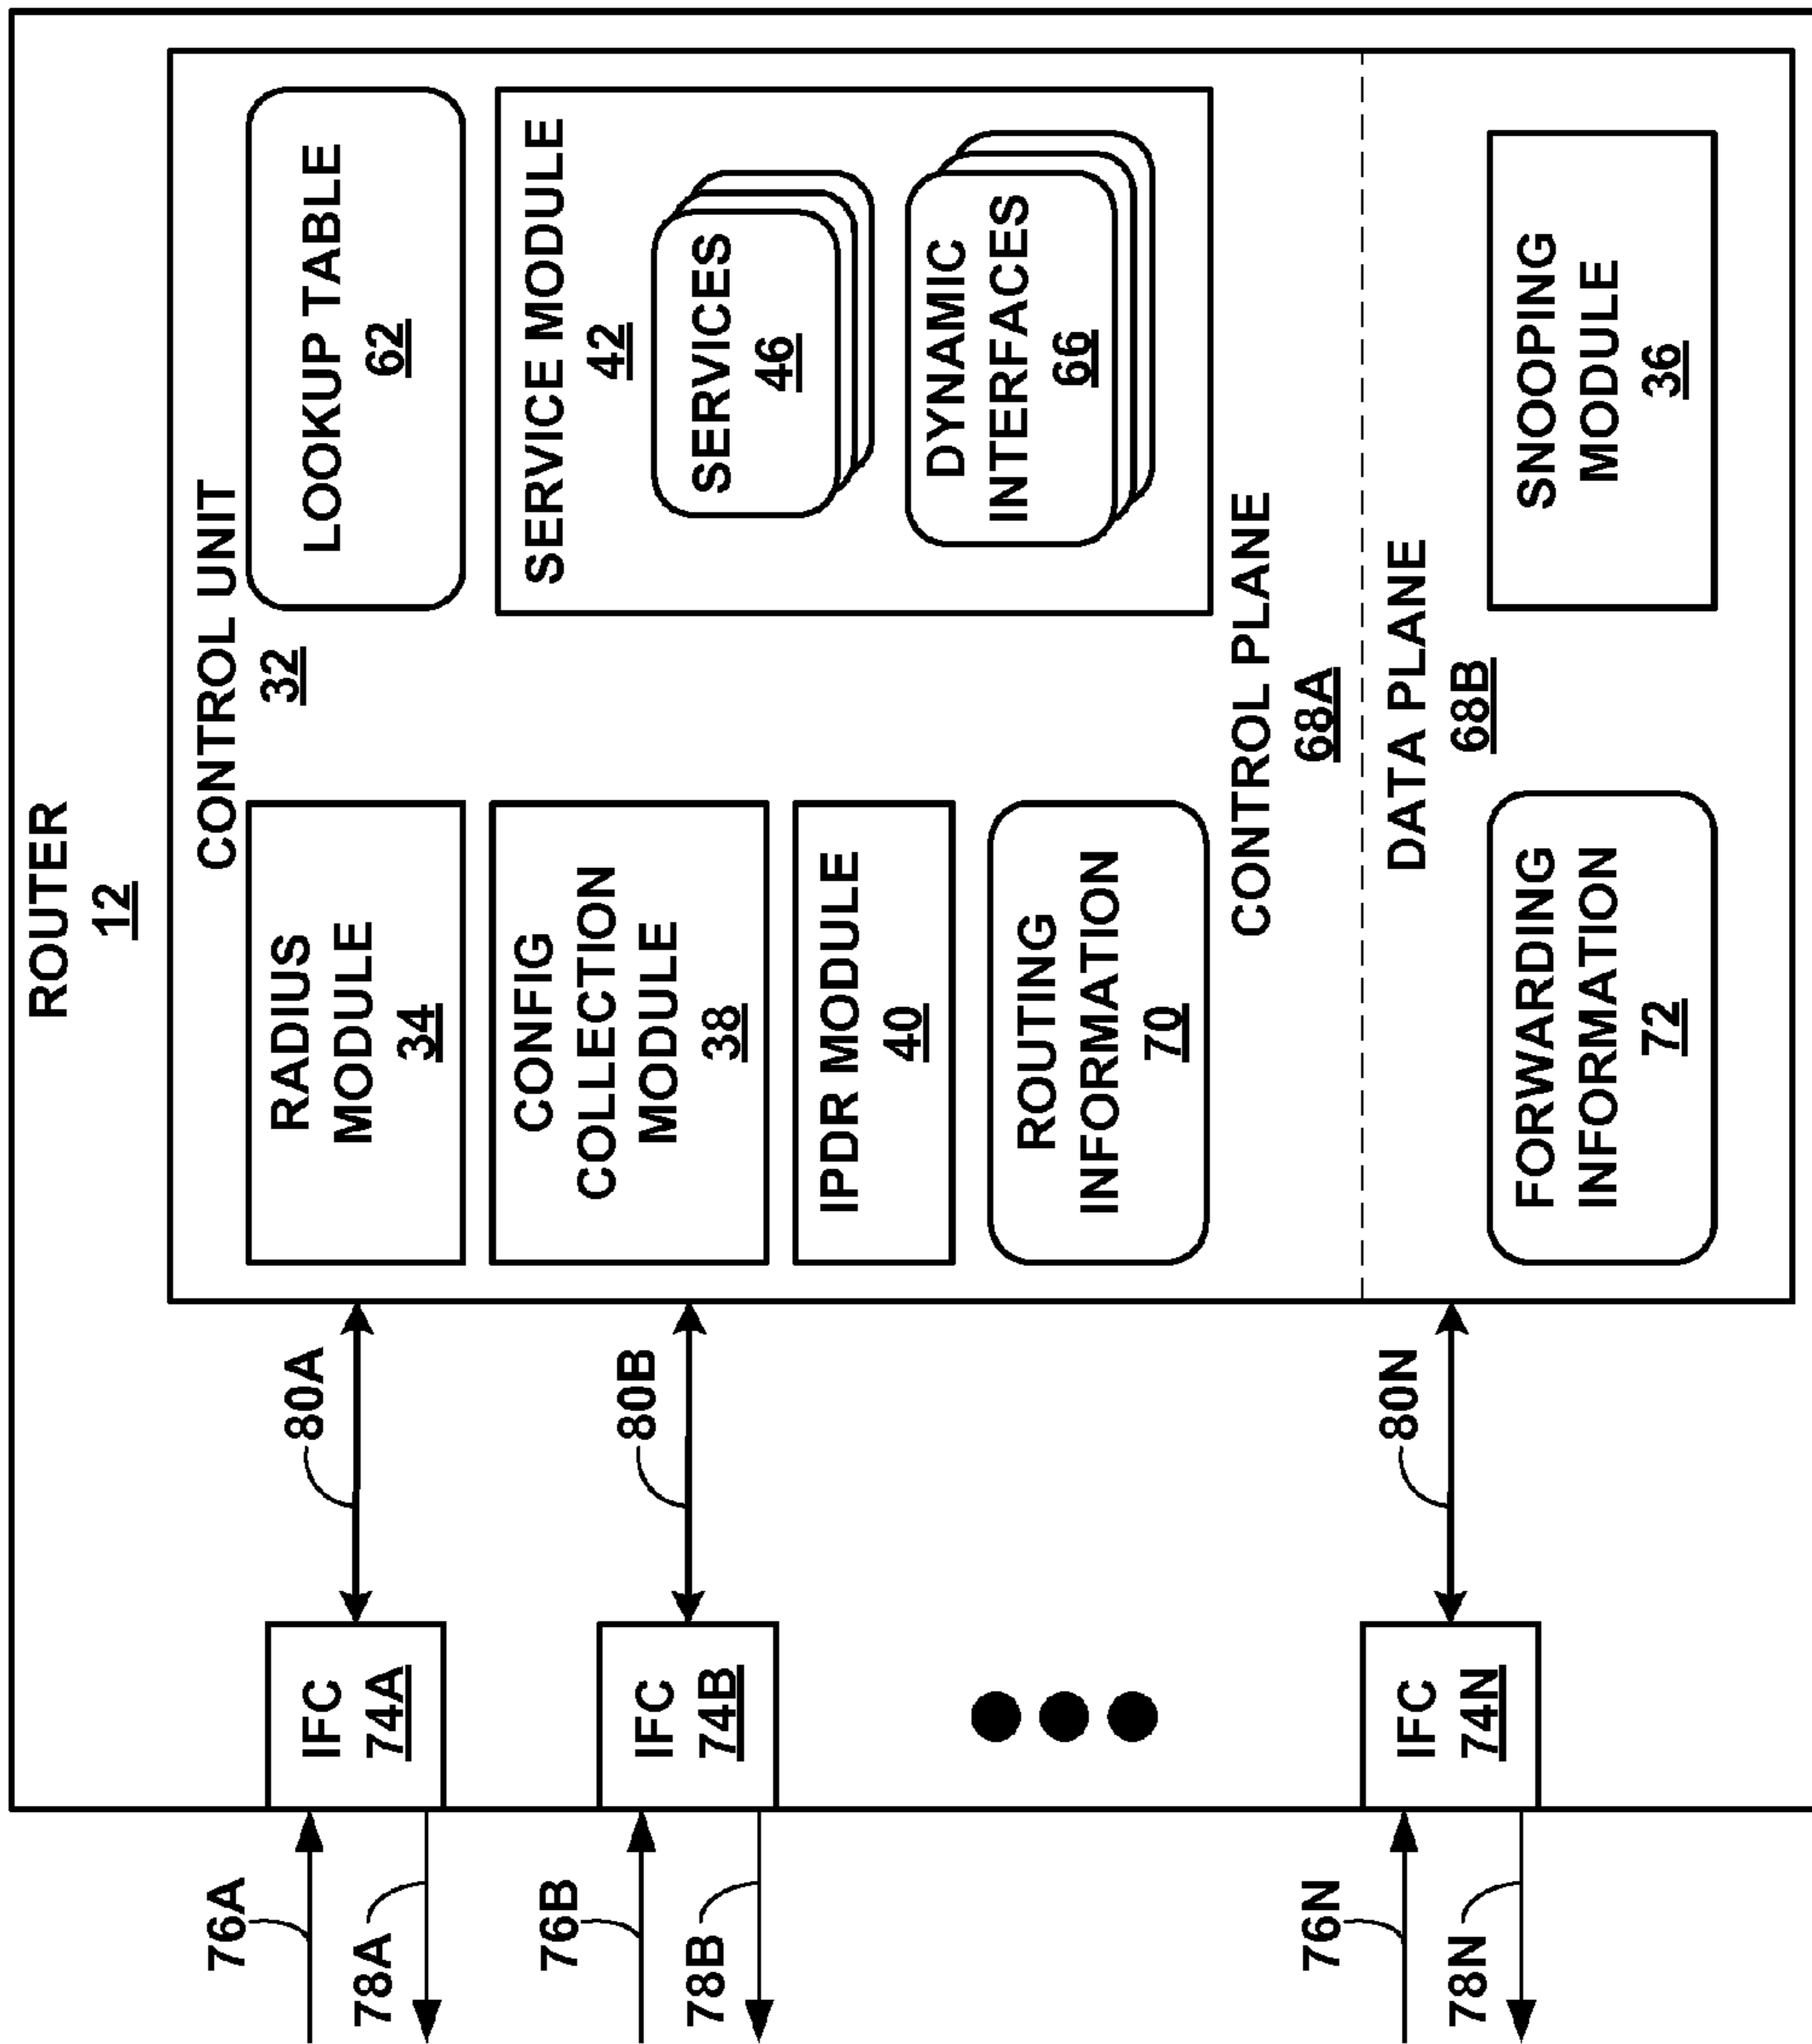 ROUTER
12
CONTROL UNIT
32
RADIUS
MODULE
34
LOOKUP TABLE
62
CONFIG
COLLECTION
MODULE
38
SERVICE MODULE
42
SERVICES
46
DYNAMIC
INTERFACES
66
IPDR MODULE
40
ROUTING
INFORMATION
70
CONTROL PLANE
68A
DATA PLANE
68B
FORWARDING
INFORMATION
72
SNOOPING
MODULE
36
80A
80B
80N
IFC
74A
IFC
74B
IFC
74N
76A
78A
76B
78B
76N
78N